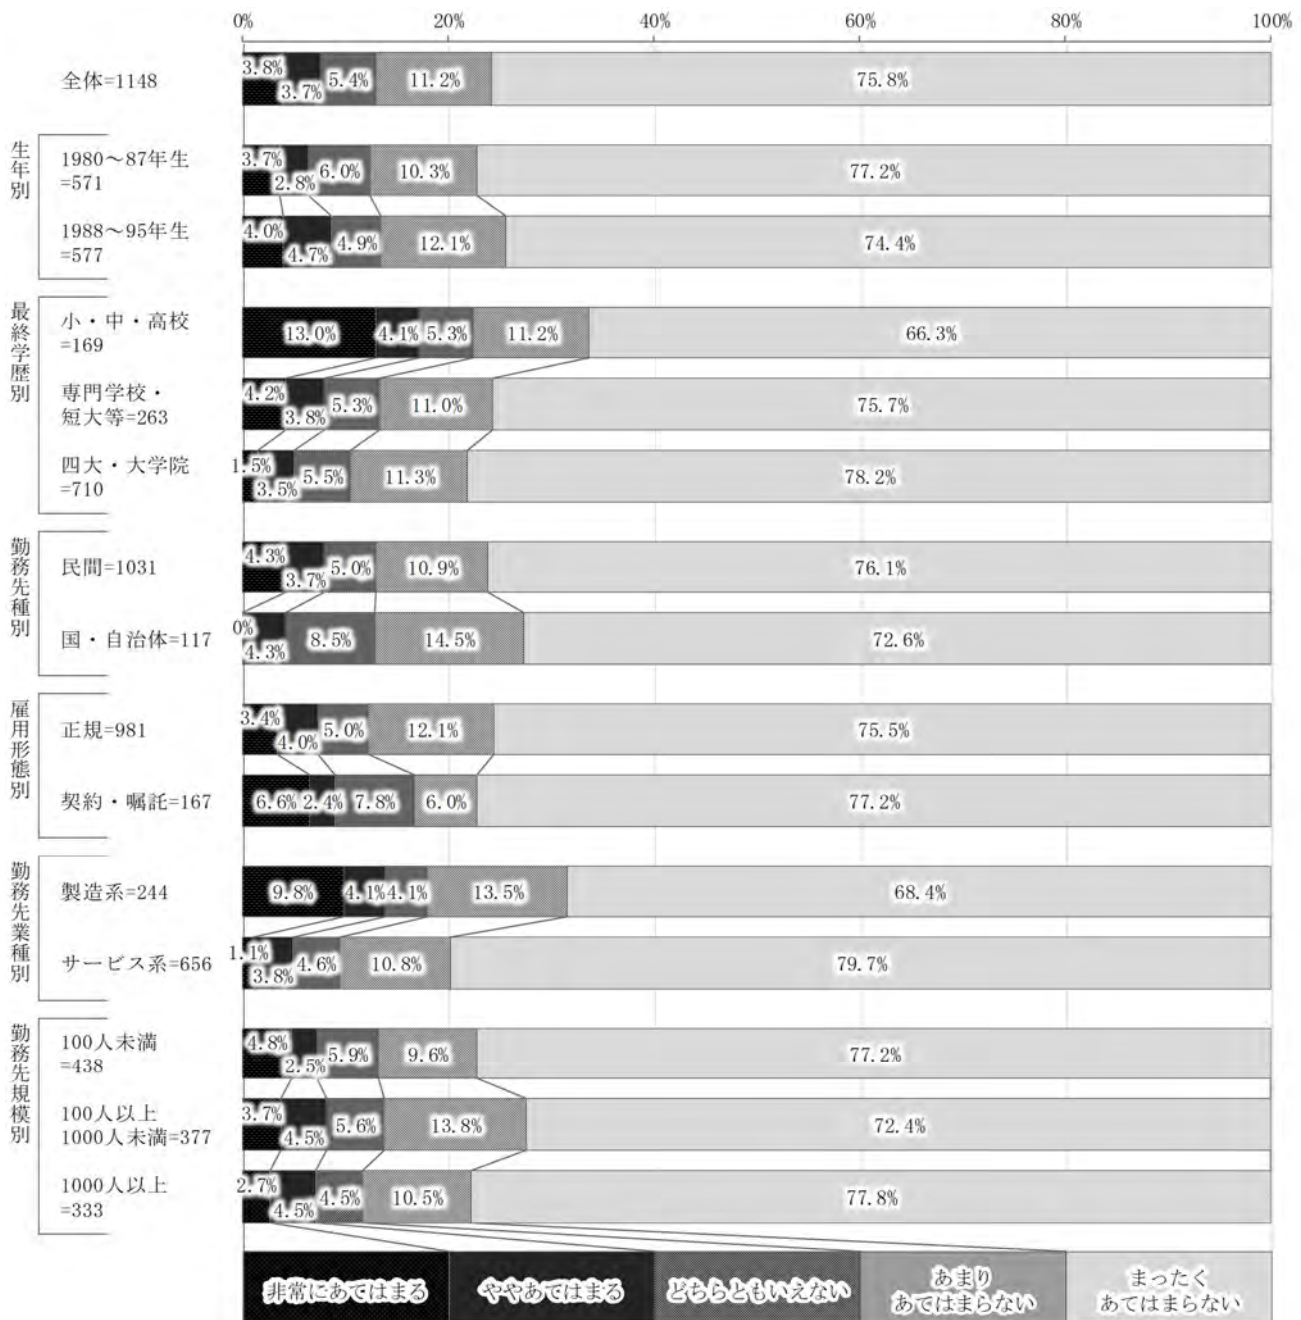 0% 20% 40% 60% 80% 100%
全体=1148 3.8% 3.7% 5.4% 11.2% 75.8%
生年別
1980～87年生
=571
3.7% 2.8% 6.0% 10.3% 77.2%
1988～95年生
=577
4.0% 4.7% 4.9% 12.1% 74.4%
最終学歴別
小・中・高校
=169
13.0% 4.1% 5.3% 11.2% 66.3%
専門学校・
短大等=263
4.2% 3.8% 5.3% 11.0% 75.7%
四大・大学院
=710
1.5% 3.5% 5.5% 11.3% 78.2%
勤務先種別
民間=1031 4.3% 3.7% 5.0% 10.9% 76.1%
国・自治体=117 0% 4.3% 8.5% 14.5% 72.6%
雇用形態別
正規=981 3.4% 4.0% 5.0% 12.1% 75.5%
契約・嘱託=167 6.6% 2.4% 7.8% 6.0% 77.2%
勤務先業種別
製造系=244 9.8% 4.1% 4.1% 13.5% 68.4%
サービス系=656 1.1% 3.8% 4.6% 10.8% 79.7%
勤務先規模別
100人未満
=438
4.8% 2.5% 5.9% 9.6% 77.2%
100人以上
1000人未満=377
3.7% 4.5% 5.6% 13.8% 72.4%
1000人以上
=333
2.7% 4.5% 4.5% 10.5% 77.8%
非常にあてはまる
ややあてはまる
どちらともいえない
あまり
あてはまらない
まったく
あてはまらない